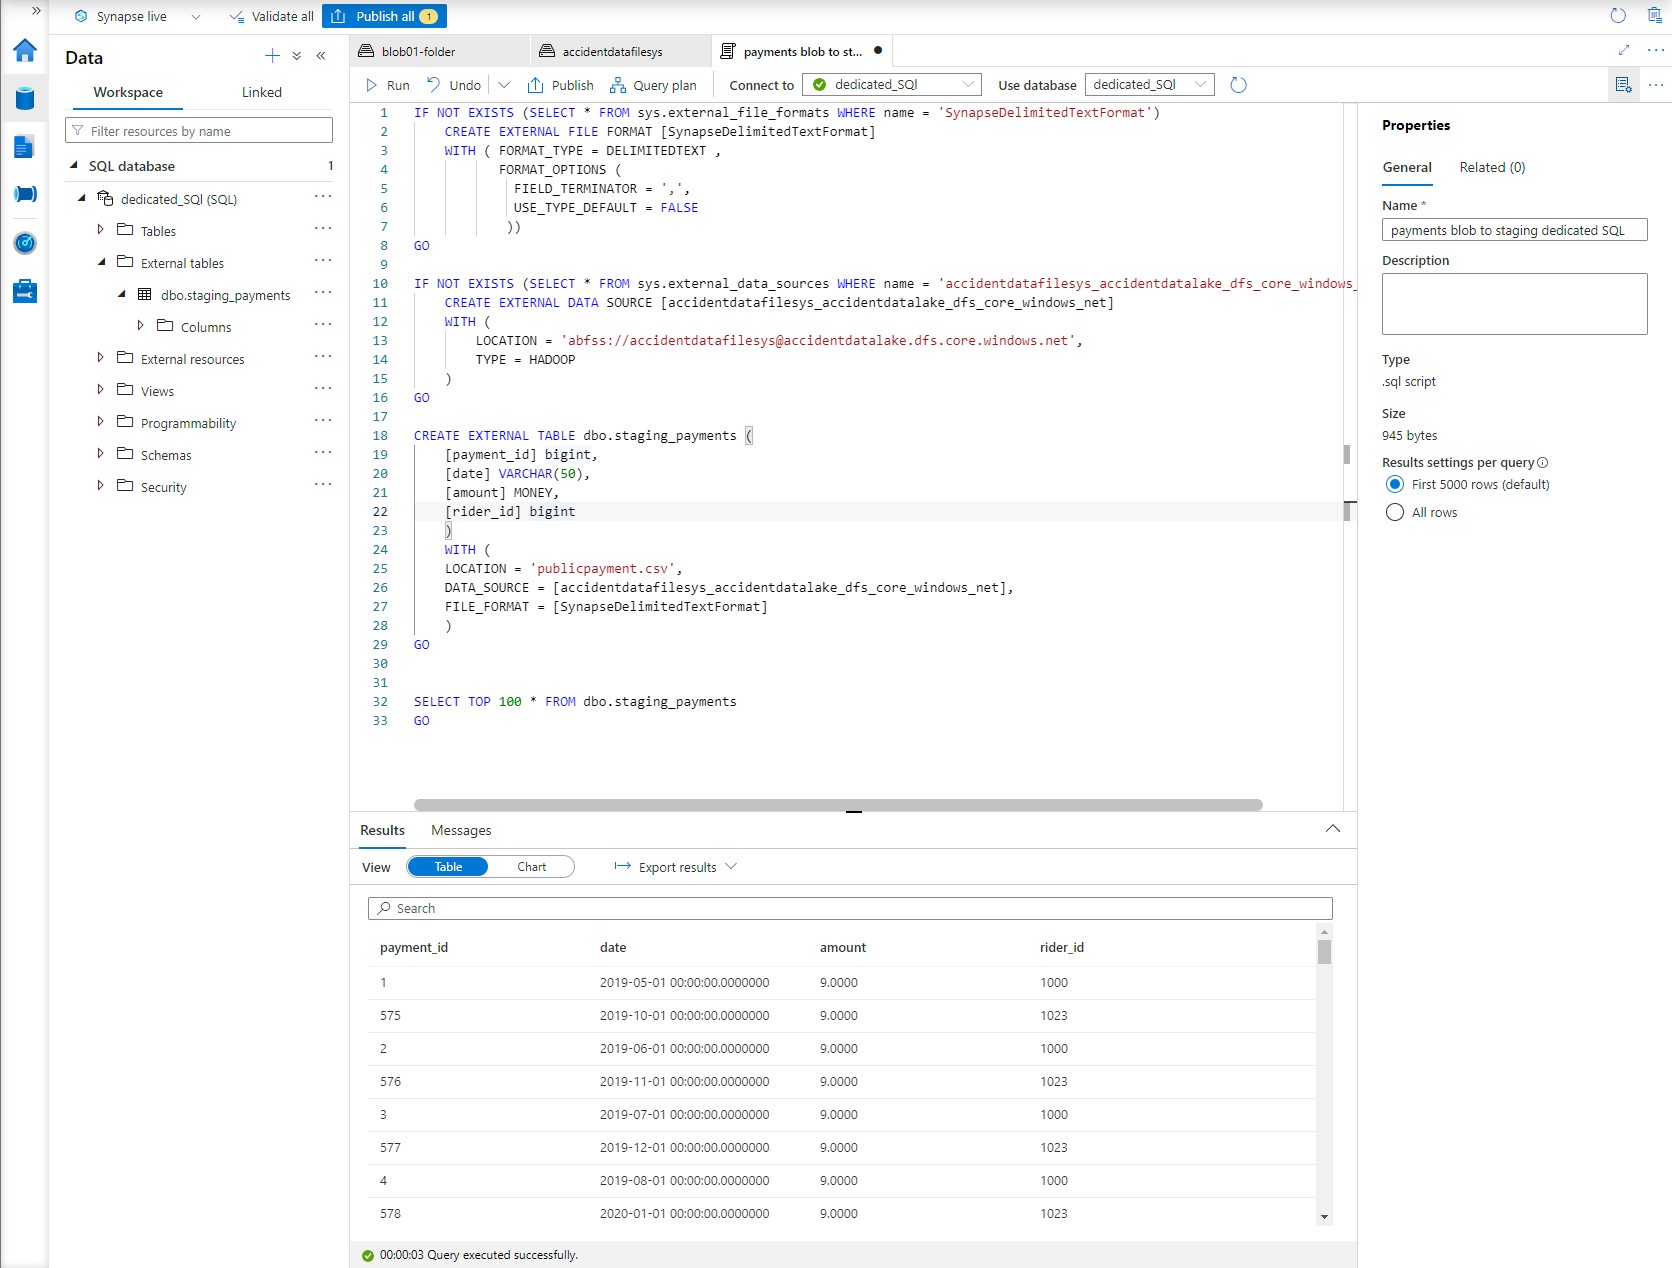 Synapse live
Validate all
Publish all 1
Data
Workspace
Linked
Filter resources by name
SQL database 1
dedicated_SQl (SQL)
Tables
External tables
dbo.staging_payments
Columns
External resources
Views
Programmability
Schemas
Security
blob01-folder
accidentdatafilesys
payments blob to st...
Run
Undo
Publish
Query plan
Connect to
dedicated_SQl
Use database
dedicated_SQl
1 IF NOT EXISTS (SELECT * FROM sys.external_file_formats WHERE name = 'SynapseDelimitedTextFormat')
2 CREATE EXTERNAL FILE FORMAT [SynapseDelimitedTextFormat]
3 WITH ( FORMAT_TYPE = DELIMITEDTEXT ,
4 FORMAT_OPTIONS (
5 FIELD_TERMINATOR = ',',
6 USE_TYPE_DEFAULT = FALSE
7 ))
8 GO
9
10 IF NOT EXISTS (SELECT * FROM sys.external_data_sources WHERE name = 'accidentdatafilesys_accidentdatalake_dfs_core_windows_
11 CREATE EXTERNAL DATA SOURCE [accidentdatafilesys_accidentdatalake_dfs_core_windows_net]
12 WITH (
13 LOCATION = 'abfss://accidentdatafilesys@accidentdatalake.dfs.core.windows.net',
14 TYPE = HADOOP
15 )
16 GO
17
18 CREATE EXTERNAL TABLE dbo.staging_payments (
19 [payment_id] bigint,
20 [date] VARCHAR(50),
21 [amount] MONEY,
22 [rider_id] bigint
23 )
24 WITH (
25 LOCATION = 'publicpayment.csv',
26 DATA_SOURCE = [accidentdatafilesys_accidentdatalake_dfs_core_windows_net],
27 FILE_FORMAT = [SynapseDelimitedTextFormat]
28 )
29 GO
30
31
32 SELECT TOP 100 * FROM dbo.staging_payments
33 GO
Results
Messages
View
Table
Chart
Export results
Search
payment_id date amount rider_id
1 2019-05-01 00:00:00.0000000 9.0000 1000
575 2019-10-01 00:00:00.0000000 9.0000 1023
2 2019-06-01 00:00:00.0000000 9.0000 1000
576 2019-11-01 00:00:00.0000000 9.0000 1023
3 2019-07-01 00:00:00.0000000 9.0000 1000
577 2019-12-01 00:00:00.0000000 9.0000 1023
4 2019-08-01 00:00:00.0000000 9.0000 1000
578 2020-01-01 00:00:00.0000000 9.0000 1023
00:00:03 Query executed successfully.
Properties
General
Related (0)
Name *
payments blob to staging dedicated SQL
Description
Type
.sql script
Size
945 bytes
Results settings per query
First 5000 rows (default)
All rows